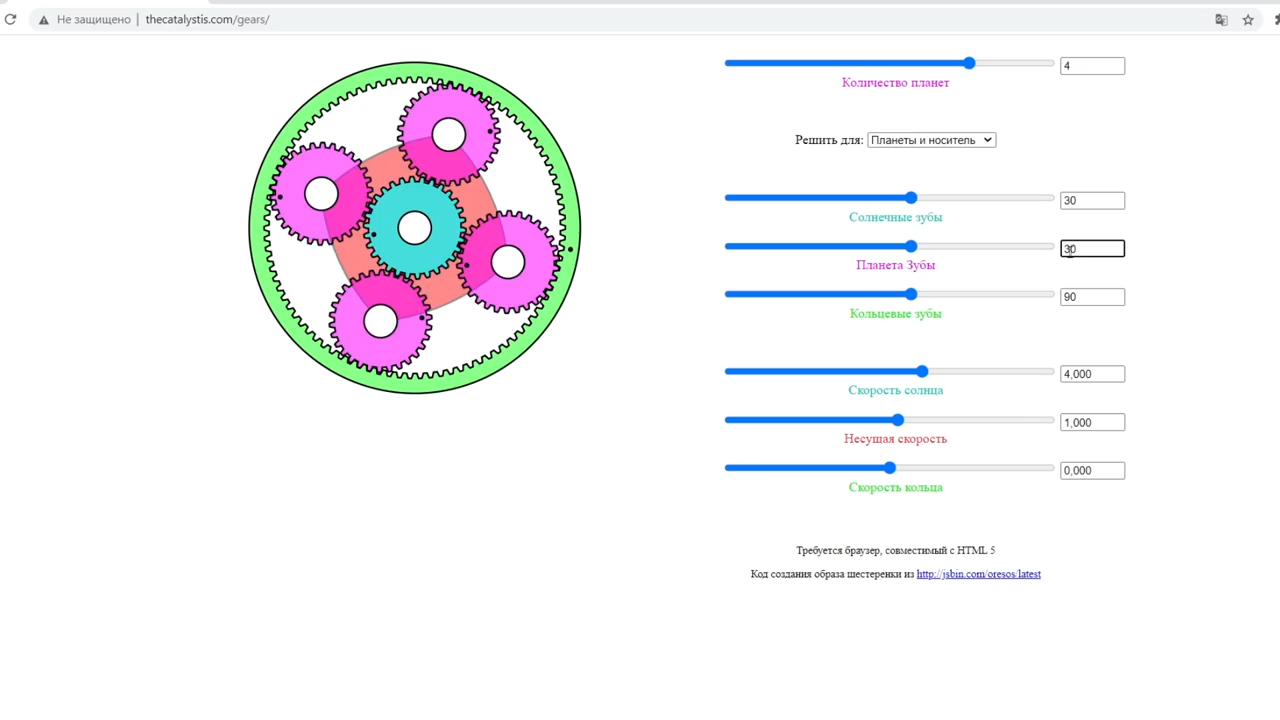 Не защищено | thecatalystis.com/gears/
4
Количество планет
Решить для: Планеты и носитель
30
Солнечные зубы
30
Планета Зубы
90
Кольцевые зубы
4,000
Скорость солнца
1,000
Несущая скорость
0,000
Скорость кольца
Требуется браузер, совместимый с HTML 5
Код создания образа шестеренки из http://jsbin.com/oresos/latest